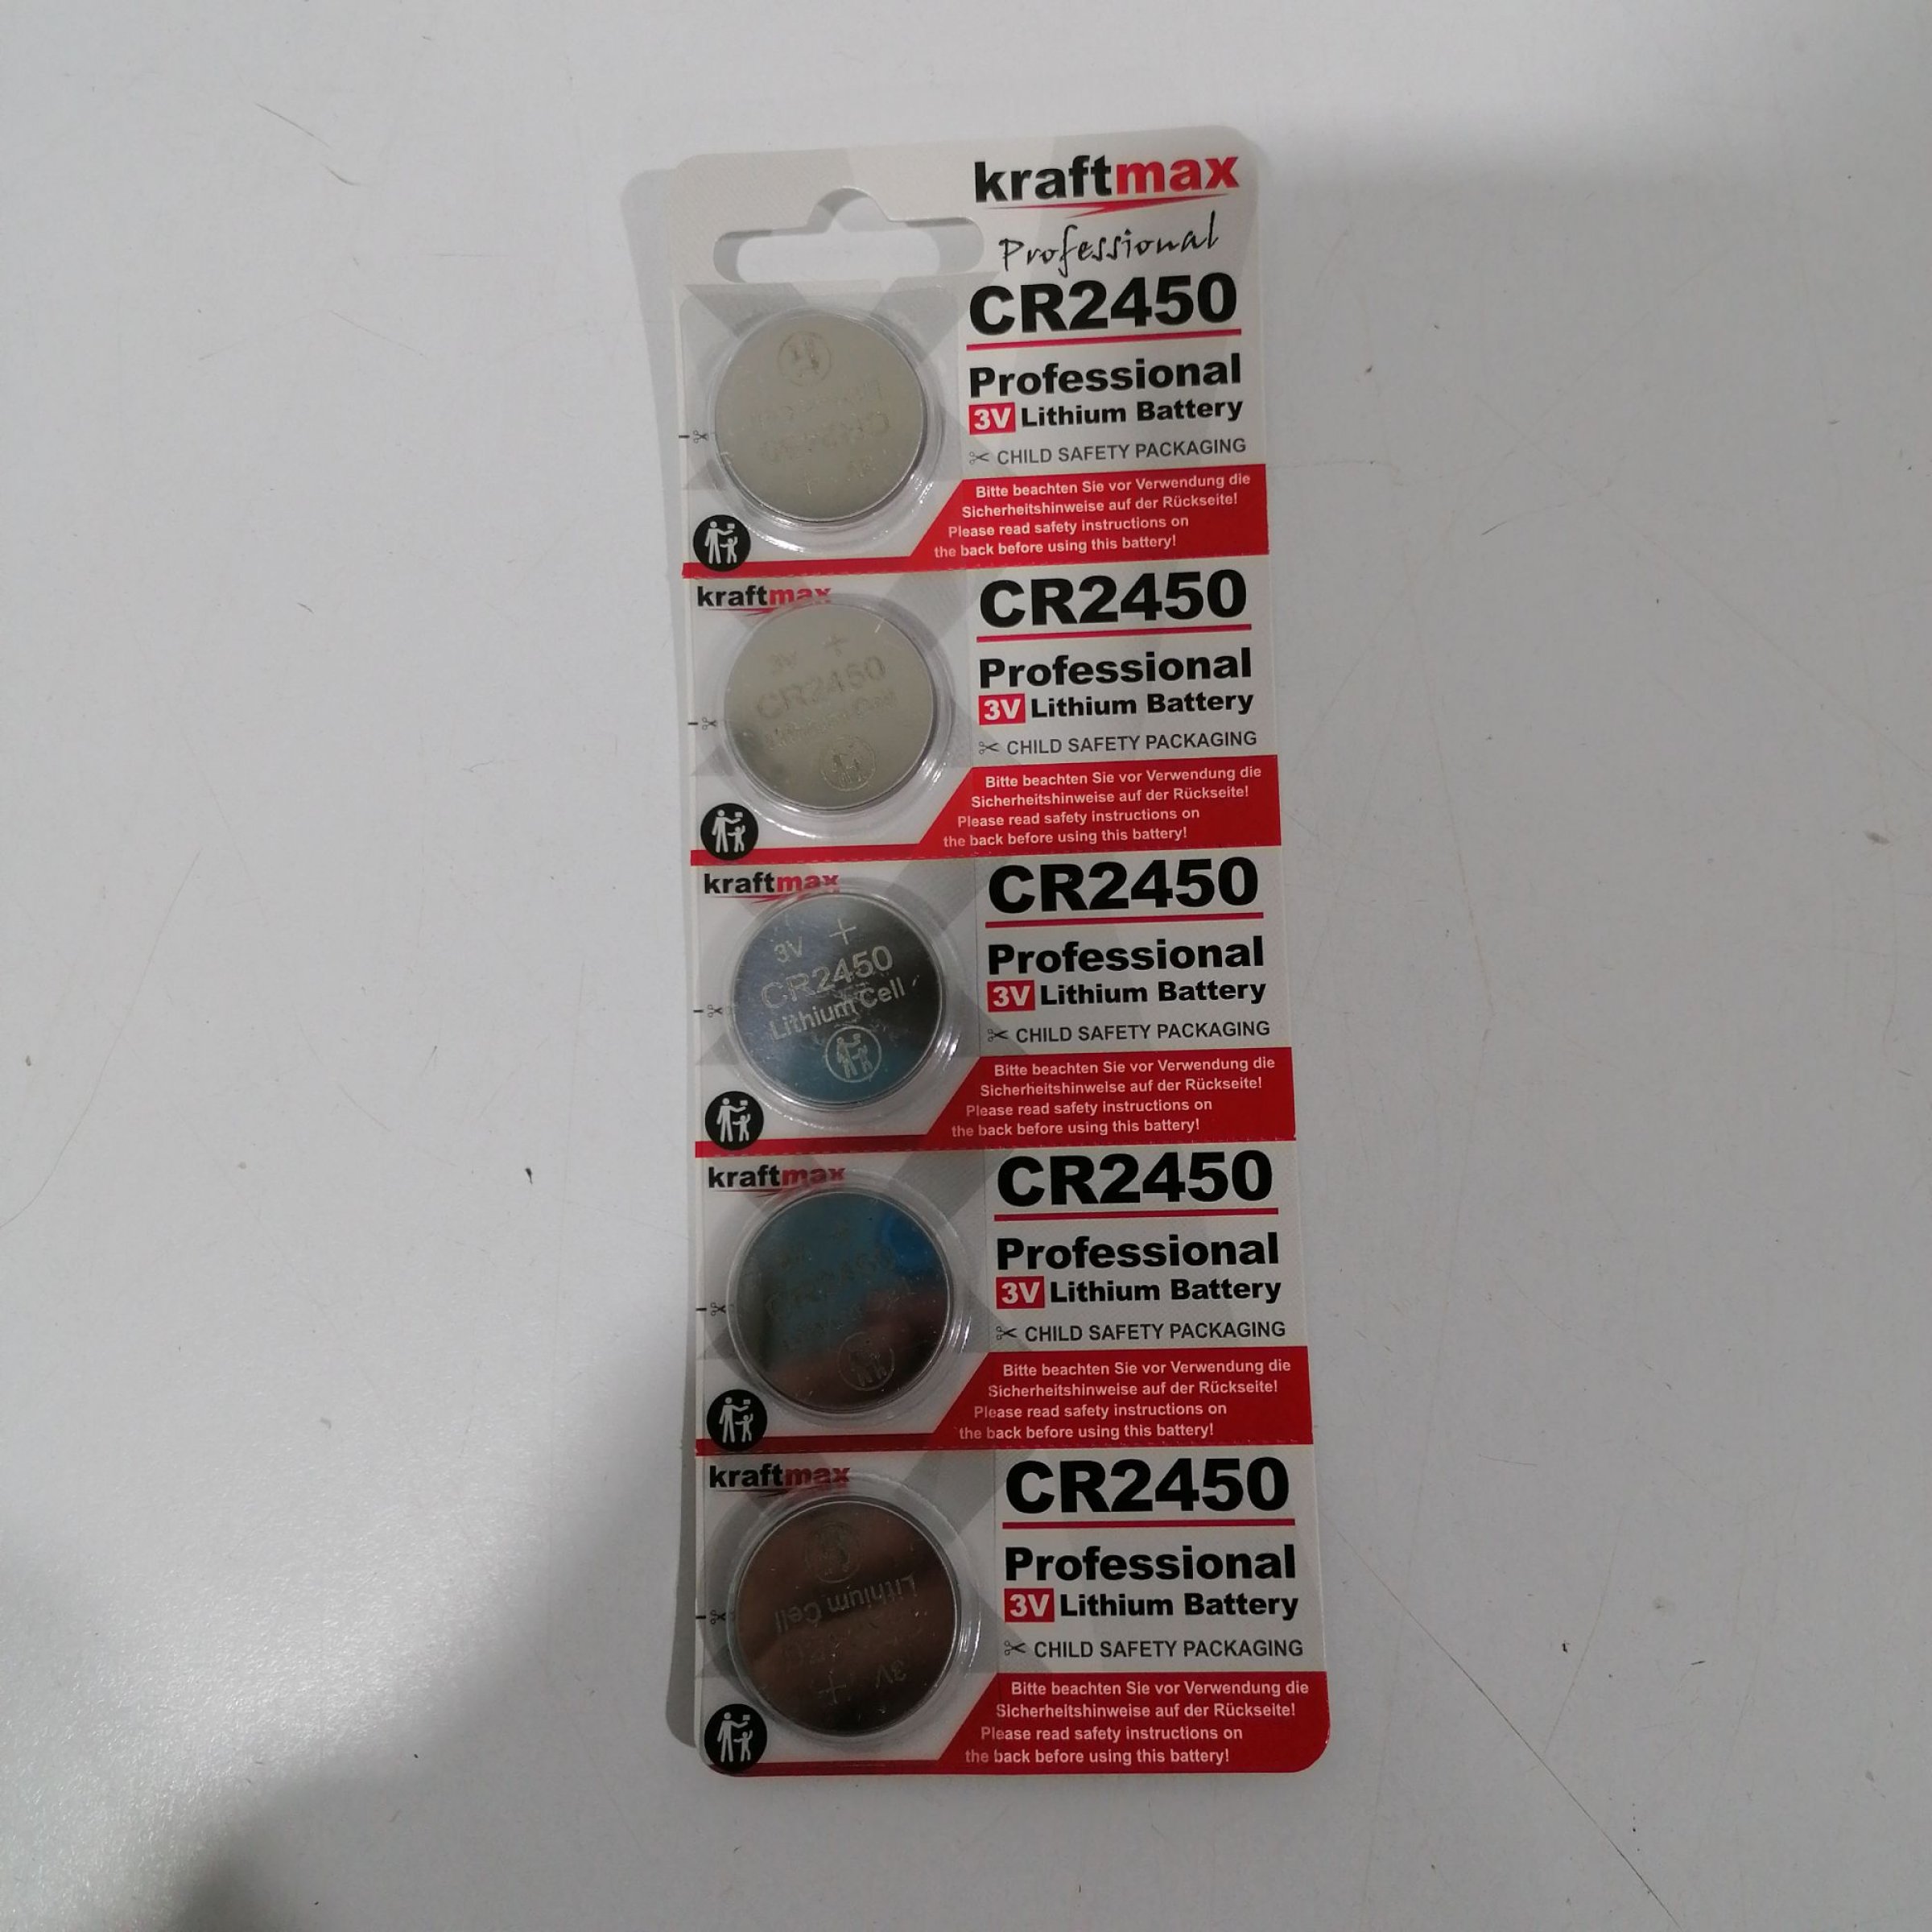 kraftmax
Professional
CR2450
Professional
3V Lithium Battery
CHILD SAFETY PACKAGING
Bitte beachten Sie vor Verwendung die
Sicherheitshinweise auf der Rückseite!
Please read safety instructions on
the back before using this battery!
CR2450
kraftmax
CR2450
Professional
3V Lithium Battery
CHILD SAFETY PACKAGING
Bitte beachten Sie vor Verwendung die
Sicherheitshinweise auf der Rückseite!
Please read safety instructions on
the back before using this battery!
3V +
CR2450
Lithium Cell
kraftmax
CR2450
Professional
3V Lithium Battery
CHILD SAFETY PACKAGING
Bitte beachten Sie vor Verwendung die
Sicherheitshinweise auf der Rückseite!
Please read safety instructions on
the back before using this battery!
3V +
CR2450
Lithium Cell
kraftmax
CR2450
Professional
3V Lithium Battery
CHILD SAFETY PACKAGING
Bitte beachten Sie vor Verwendung die
Sicherheitshinweise auf der Rückseite!
Please read safety instructions on
the back before using this battery!
CR2450
kraftmax
CR2450
Professional
3V Lithium Battery
CHILD SAFETY PACKAGING
Bitte beachten Sie vor Verwendung die
Sicherheitshinweise auf der Rückseite!
Please read safety instructions on
the back before using this battery!
3V +
Lithium Cell